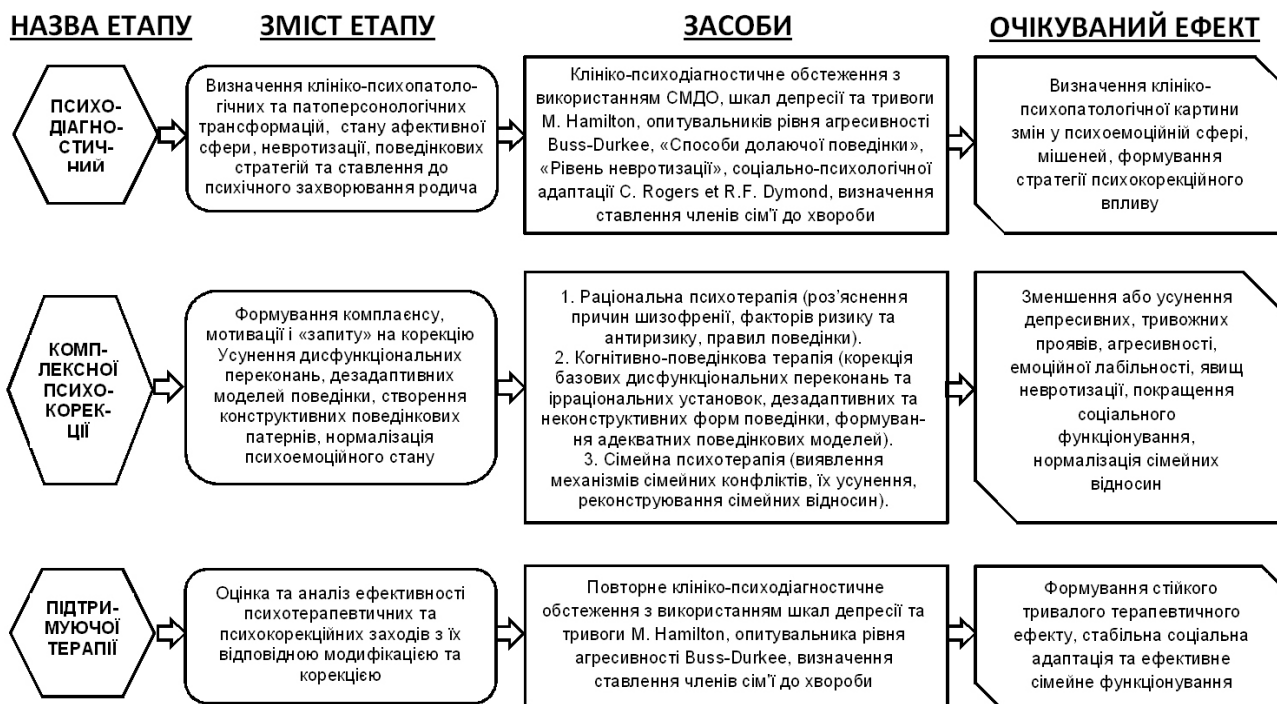 НАЗВА ЕТАПУ
ЗМІСТ ЕТАПУ
ЗАСОБИ
ОЧІКУВАНИЙ ЕФЕКТ
ПСИХО-
ДІАГНО-
СТИЧ-
НИЙ
Визначення клініко-психопатоло-
гічних та патоперсонологічних
трансформацій, стану афективної
сфери, невротизації, поведінкових
стратегій та ставлення до
психічного захворювання родича
Клініко-психодіагностичне обстеження з
використанням СМДО, шкал депресії та тривоги
M. Hamilton, опитувальників рівня агресивності
Buss-Durkee, «Способи долаючої поведінки»,
«Рівень невротизації», соціально-психологічної
адаптації C. Rogers et R.F. Dymond, визначення
ставлення членів сім'ї до хвороби
Визначення клініко-
психопатологічної картини
змін у психоемоційній сфері,
мішеней, формування
стратегії психокорекційного
впливу
КОМП-
ЛЕКСНОЇ
ПСИХО-
КОРЕК-
ЦІЇ
Формування комплаєнсу,
мотивації і «запиту» на корекцію
Усунення дисфункціональних
переконань, дезадаптивних
моделей поведінки, створення
конструктивних поведінкових
патернів, нормалізація
психоемоційного стану
1. Раціональна психотерапія (роз’яснення
причин шизофренії, факторів ризику та
антиризику, правил поведінки).
2. Когнітивно-поведінкова терапія (корекція
базових дисфункціональних переконань та
ірраціональних установок, дезадаптивних та
неконструктивних форм поведінки, формуван-
ня адекватних поведінкових моделей).
3. Сімейна психотерапія (виявлення
механізмів сімейних конфліктів, їх усунення,
реконструювання сімейних відносин).
Зменшення або усунення
депресивних, тривожних
проявів, агресивності,
емоційної лабільності, явищ
невротизації, покращення
соціального
функціонування,
нормалізація сімейних
відносин
ПІДТРИ-
МУЮЧОЇ
ТЕРАПІЇ
Оцінка та аналіз ефективності
психотерапевтичних та
психокорекційних заходів з їх
відповідною модифікацією та
корекцією
Повторне клініко-психодіагностичне
обстеження з використанням шкал депресії та
тривоги M. Hamilton, опитувальника рівня
агресивності Buss-Durkee, визначення
ставлення членів сім'ї до хвороби
Формування стійкого
тривалого терапевтичного
ефекту, стабільна соціальна
адаптація та ефективне
сімейне функціонування